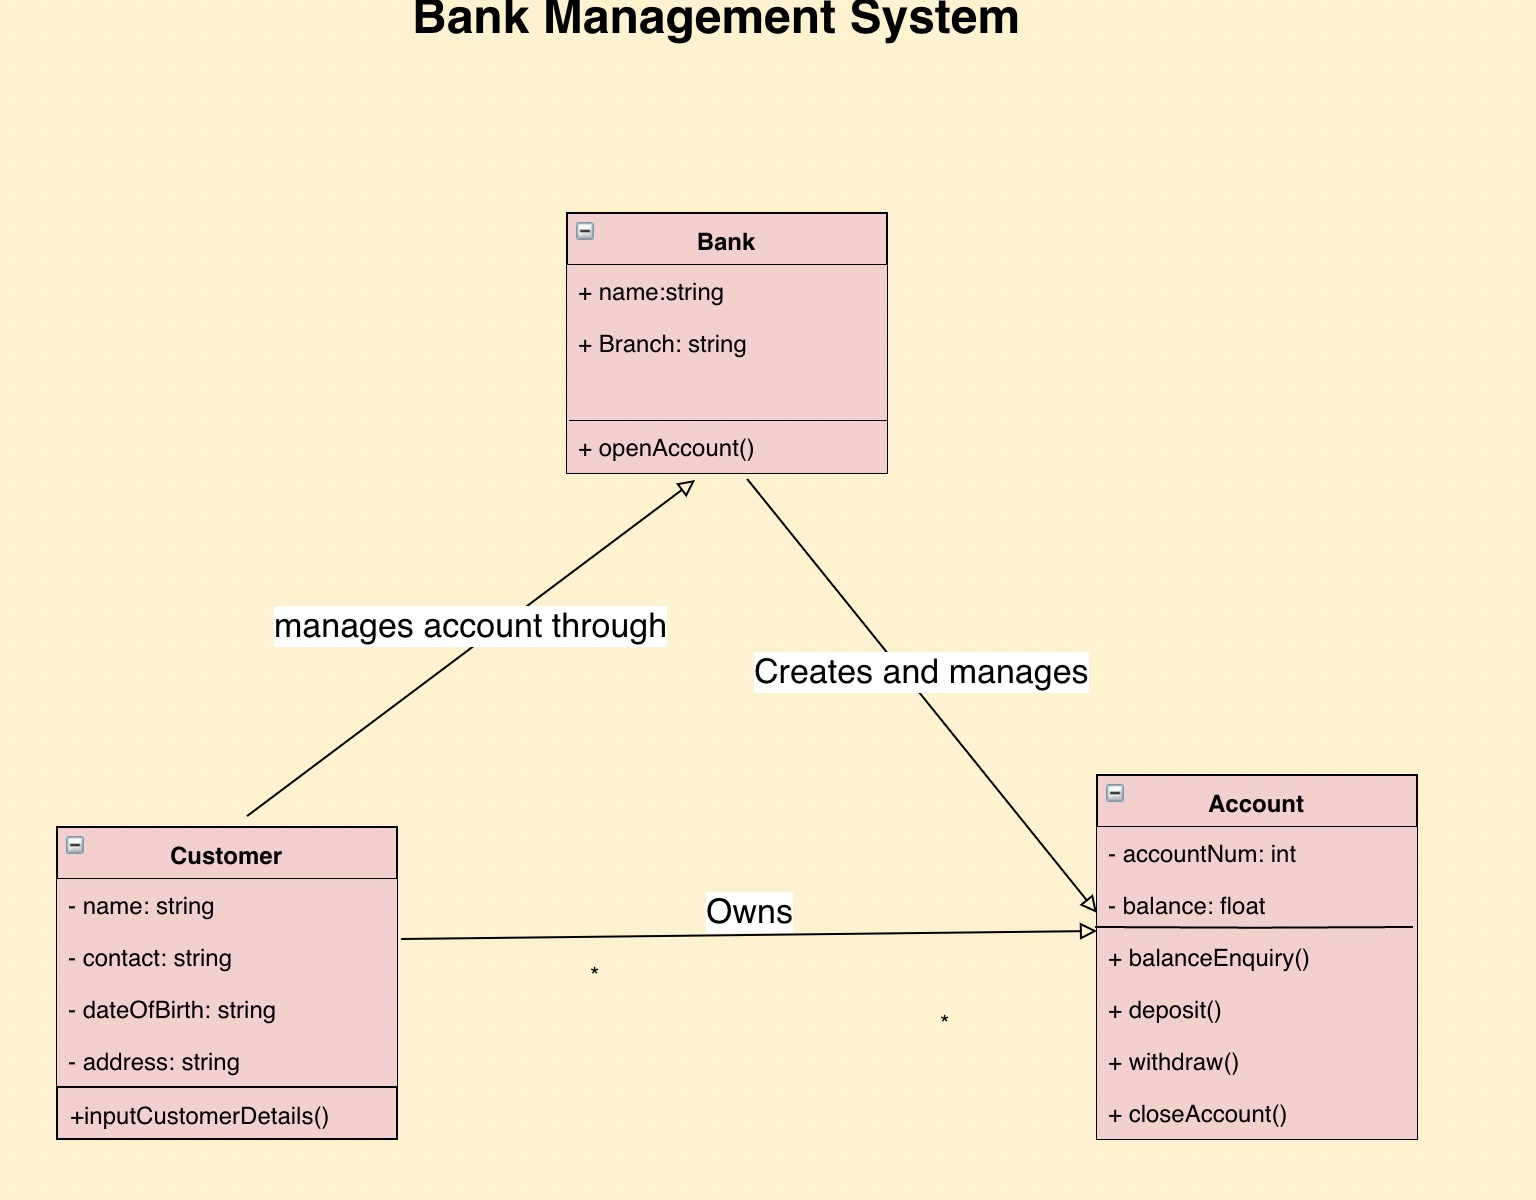 Bank Management System
Bank
+ name:string
+ Branch: string
+ openAccount()
manages account through
Creates and manages
Customer
- name: string
- contact: string
- dateOfBirth: string
- address: string
+inputCustomerDetails()
Owns
*
*
Account
- accountNum: int
- balance: float
+ balanceEnquiry()
+ deposit()
+ withdraw()
+ closeAccount()